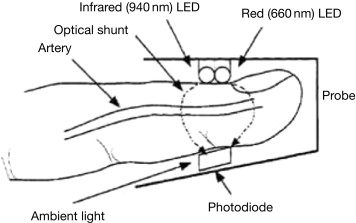 Infrared (940 nm) LED
Red (660 nm) LED
Optical shunt
Artery
Probe
Ambient light
Photodiode